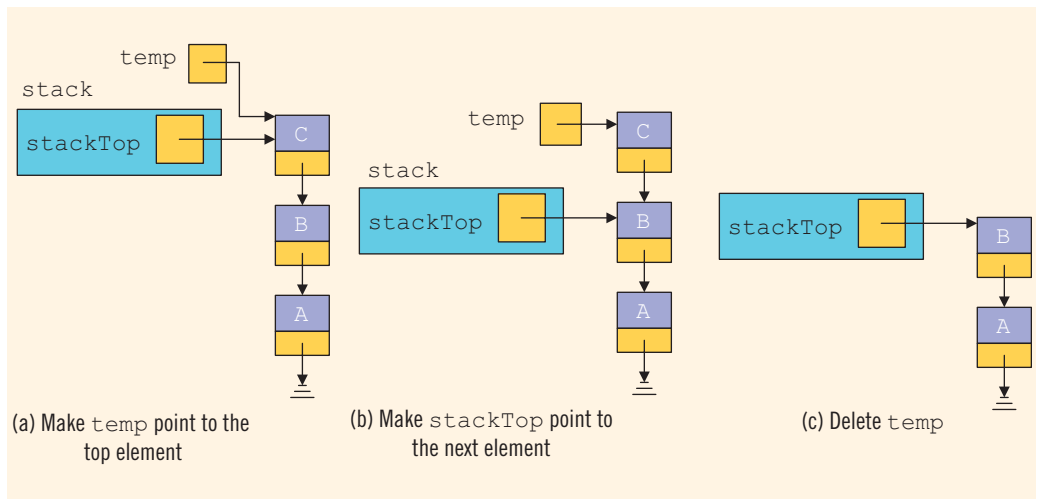 temp
stack
stackTop
C
B
A
(a) Make temp point to the
top element
temp
C
stack
stackTop
B
A
(b) Make stackTop point to
the next element
stackTop
B
A
(c) Delete temp